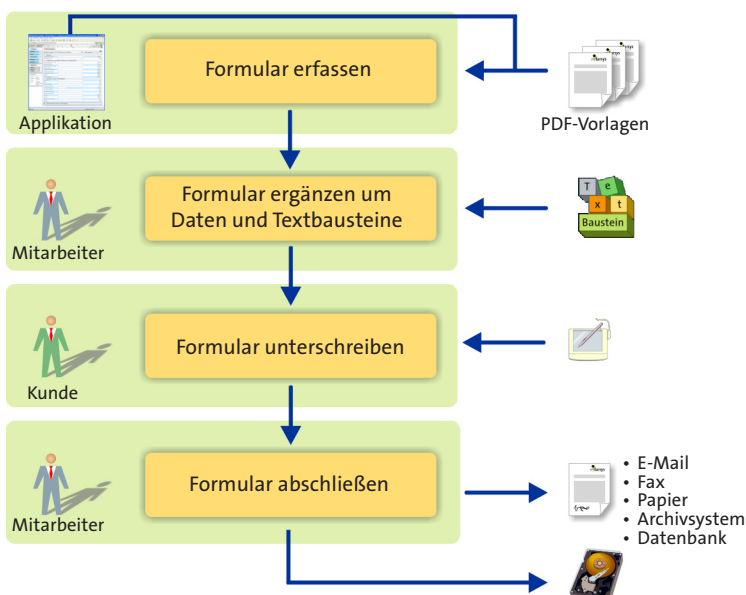 Formular erfassen
Applikation
PDF-Vorlagen
Formular ergänzen um
Daten und Textbausteine
Mitarbeiter
T e
x t
Baustein
Formular unterschreiben
Kunde
Formular abschließen
Mitarbeiter
• E-Mail
• Fax
• Papier
• Archivsystem
• Datenbank